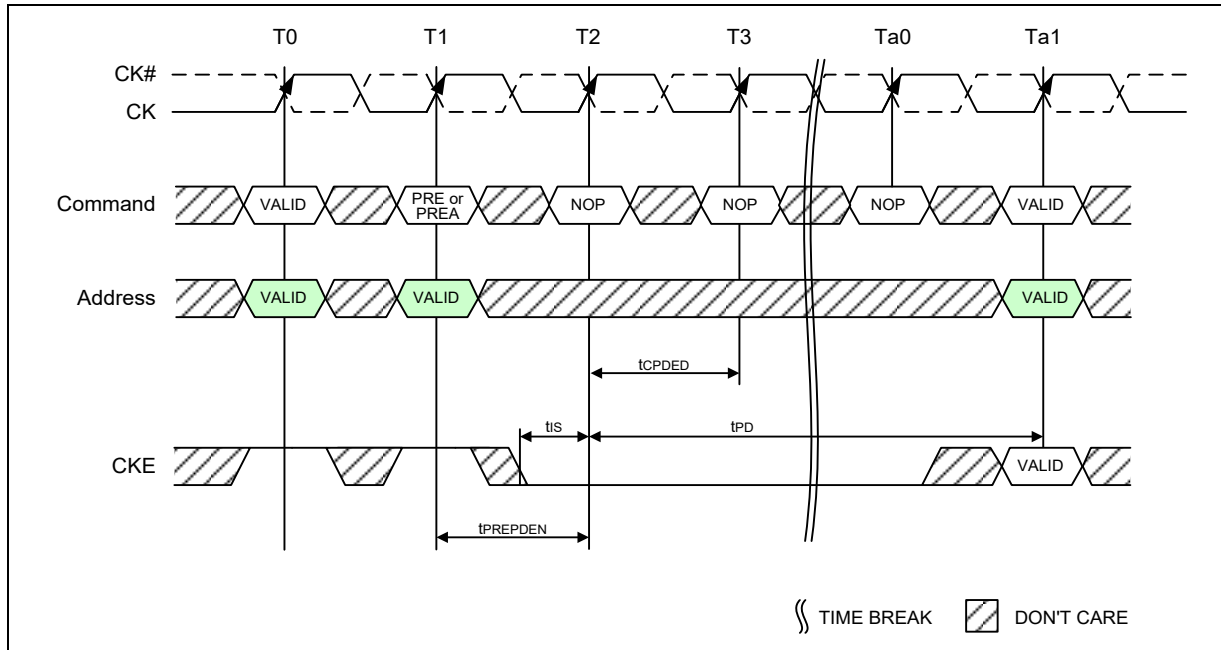 T0 T1 T2 T3 Ta0 Ta1
CK#
CK
Command VALID PRE or PREA NOP NOP NOP VALID
Address VALID VALID VALID
tCPDED
tIS tPD
CKE VALID
tPREPDEN
TIME BREAK DON'T CARE